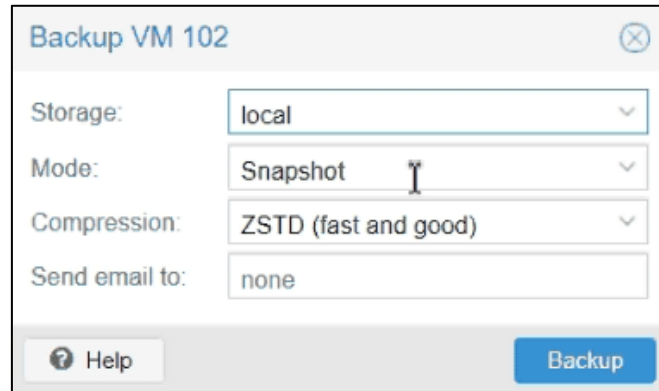 Backup VM 102
Storage: local
Mode: Snapshot
Compression: ZSTD (fast and good)
Send email to: none
Help Backup